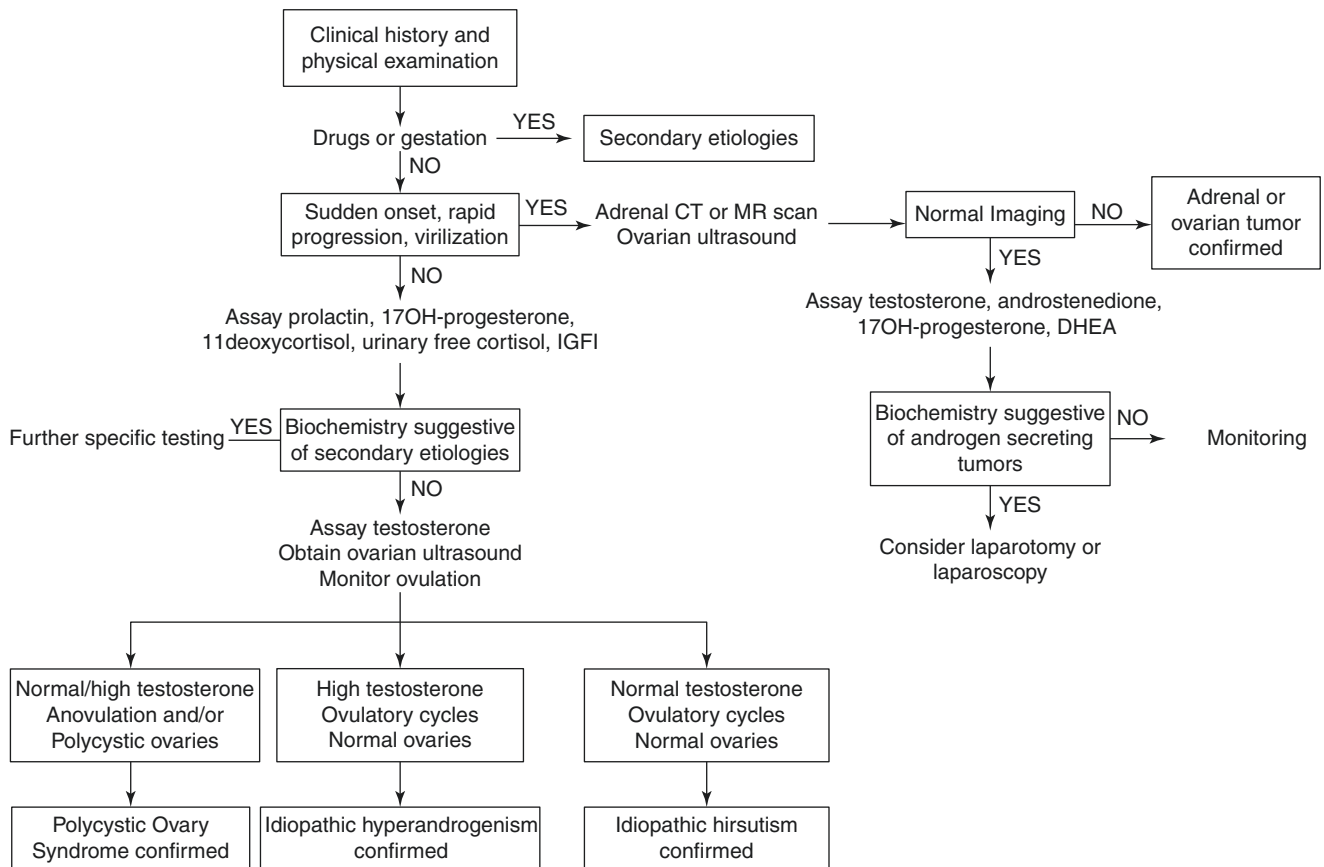 Clinical history and
physical examination
Drugs or gestation
YES
Secondary etiologies
NO
Sudden onset, rapid
progression, virilization
YES
Adrenal CT or MR scan
Ovarian ultrasound
Normal Imaging
NO
Adrenal or
ovarian tumor
confirmed
NO
YES
Assay prolactin, 17OH-progesterone,
11deoxycortisol, urinary free cortisol, IGFI
Assay testosterone, androstenedione,
17OH-progesterone, DHEA
Further specific testing
YES
Biochemistry suggestive
of secondary etiologies
Biochemistry suggestive
of androgen secreting
tumors
NO
Monitoring
NO
YES
Assay testosterone
Obtain ovarian ultrasound
Monitor ovulation
Consider laparotomy or
laparoscopy
Normal/high testosterone
Anovulation and/or
Polycystic ovaries
High testosterone
Ovulatory cycles
Normal ovaries
Normal testosterone
Ovulatory cycles
Normal ovaries
Polycystic Ovary
Syndrome confirmed
Idiopathic hyperandrogenism
confirmed
Idiopathic hirsutism
confirmed